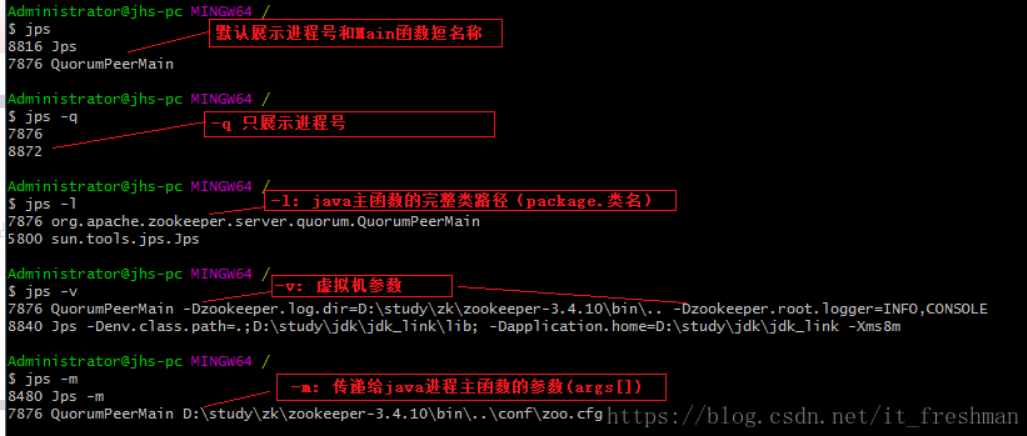 Administrator@jhs-pc MINGW64 /
$ jps
8816 Jps
7876 QuorumPeerMain
默认展示进程号和Main函数短名称
Administrator@jhs-pc MINGW64 /
$ jps -q
7876
8872
-q 只展示进程号
Administrator@jhs-pc MINGW64 /
$ jps -l
-l: java主函数的完整类路径（package.类名）
7876 org.apache.zookeeper.server.quorum.QuorumPeerMain
5800 sun.tools.jps.Jps
Administrator@jhs-pc MINGW64 /
$ jps -v
-v: 虚拟机参数
7876 QuorumPeerMain -Dzookeeper.log.dir=D:\study\zk\zookeeper-3.4.10\bin\.. -Dzookeeper.root.logger=INFO,CONSOLE
8840 Jps -Denv.class.path=.;D:\study\jdk\jdk_link\lib; -Dapplication.home=D:\study\jdk\jdk_link -Xms8m
Administrator@jhs-pc MINGW64 /
$ jps -m
-m: 传递给java进程主函数的参数(args[])
8480 Jps -m
7876 QuorumPeerMain D:\study\zk\zookeeper-3.4.10\bin\..\conf\zoo.cfg
https://blog.csdn.net/it_freshman